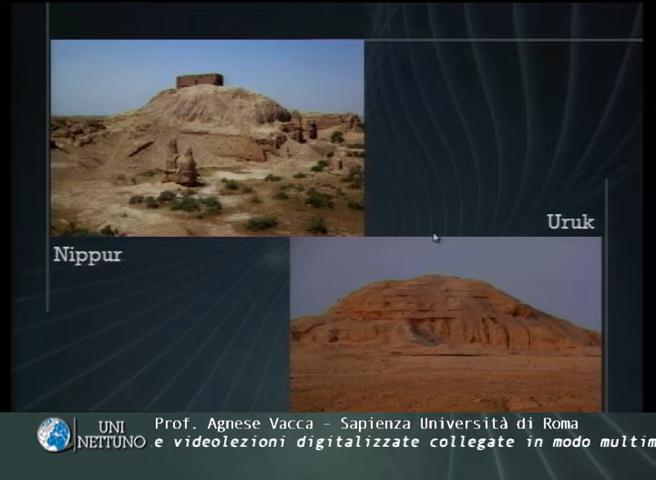 Uruk
Nippur
UNI
NETTUNO
Prof. Agnese Vacca - Sapienza Università di Roma
.e videolezioni digitalizzate collegate in modo multim